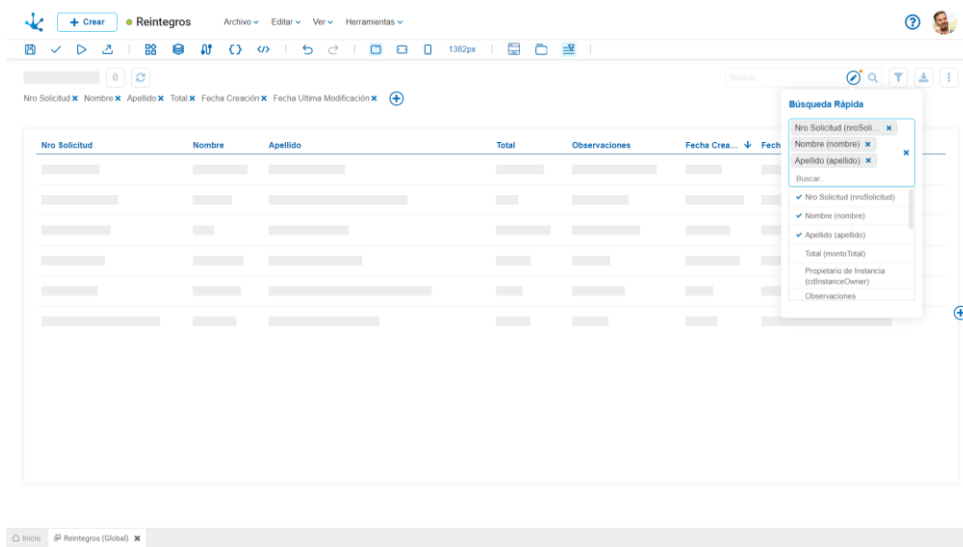 Crear
Reintegros
Archivo Editar Ver Herramientas
1382px
0
Buscar
Nro Solicitud Nombre Apellido Total Fecha Creación Fecha Ultima Modificación
Búsqueda Rápida
Nro Solicitud (nroSoli...
Nombre (nombre)
Apellido (apellido)
Buscar..
Nro Solicitud (nroSolicitud)
Nombre (nombre)
Apellido (apellido)
Total (montoTotal)
Propietario de Instancia
(cdInstanceOwner)
Observaciones
Nro Solicitud Nombre Apellido Total Observaciones Fecha Crea... Fech
Inicio Reintegros (Global)